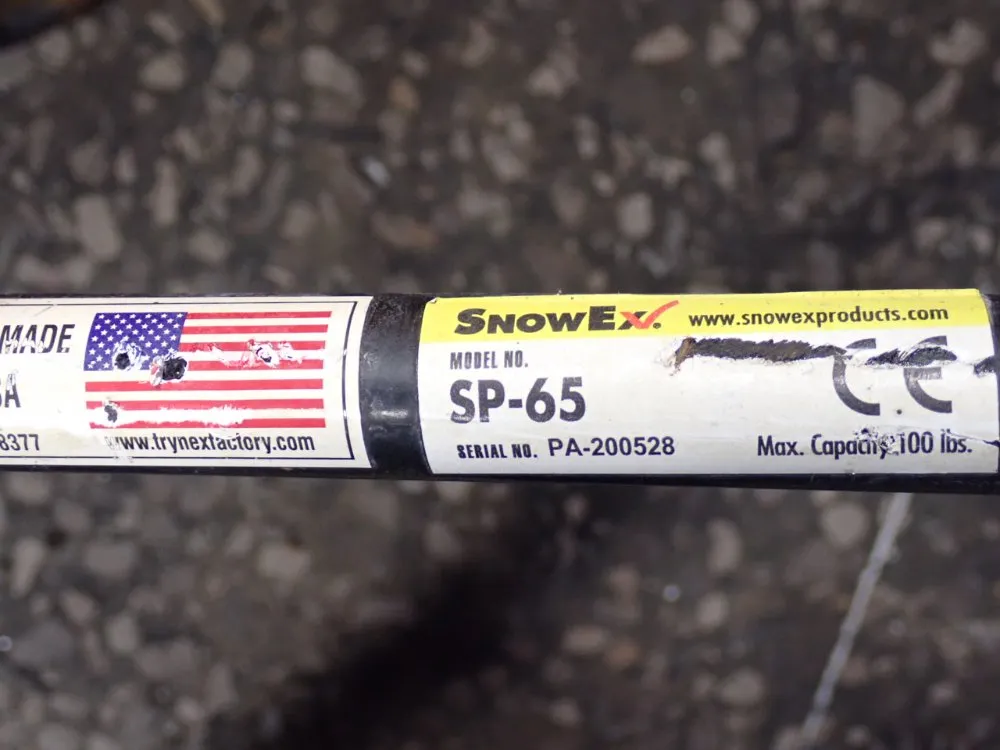 MADE
8377
www.trynexfactory.com
SNOWEX® www.snowexproducts.com
MODEL NO.
SP-65
CE
SERIAL NO. PA-200528
Max. Capacity 100 lbs.